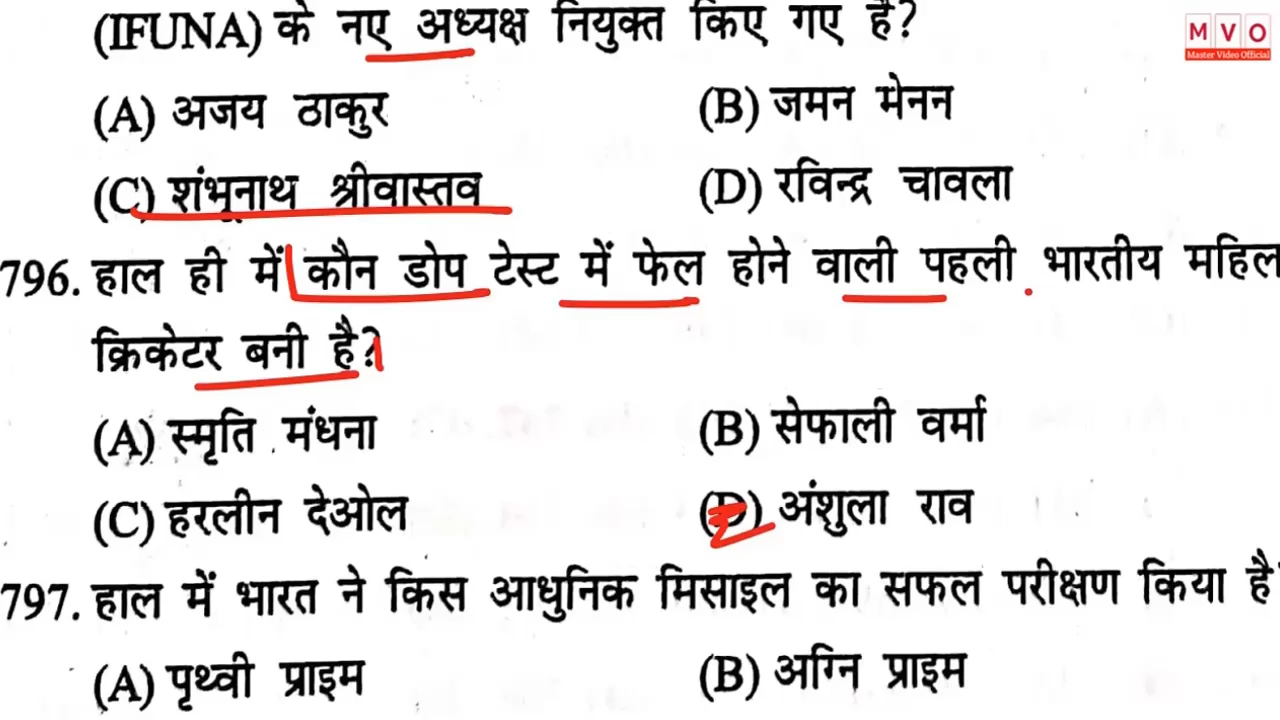 (IFUNA) के नए अध्यक्ष नियुक्त किए गए है?
M V O
Master Video Official
(A) अजय ठाकुर (B) जमन मेनन
(C) शंभूनाथ श्रीवास्तव (D) रविन्द्र चावला
796. हाल ही में कौन डोप टेस्ट में फेल होने वाली पहली भारतीय महिल
क्रिकेटर बनी है?
(A) स्मृति मंधना (B) सेफाली वर्मा
(C) हरलीन देओल (D) अंशुला राव
797. हाल में भारत ने किस आधुनिक मिसाइल का सफल परीक्षण किया है
(A) पृथ्वी प्राइम (B) अग्नि प्राइम